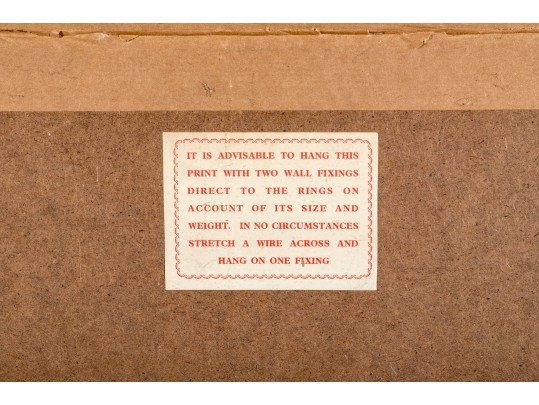 IT IS ADVISABLE TO HANG THIS
PRINT WITH TWO WALL FIXINGS
DIRECT TO THE RINGS ON
ACCOUNT OF ITS SIZE AND
WEIGHT. IN NO CIRCUMSTANCES
STRETCH A WIRE ACROSS AND
HANG ON ONE FIXING